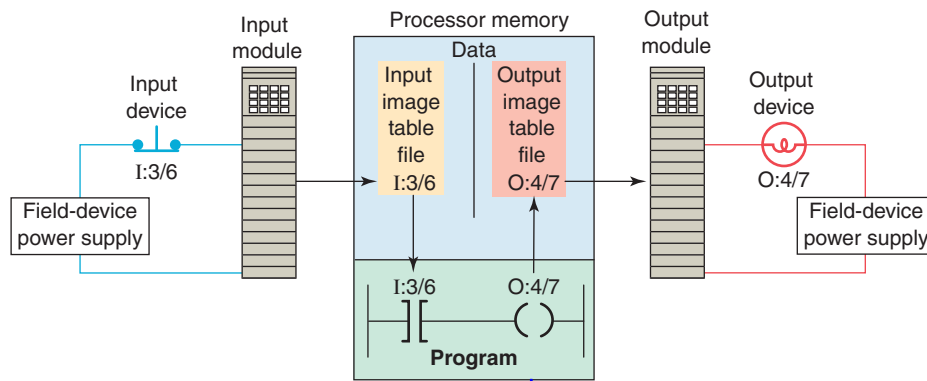 Input
module
Input
device
I:3/6
Field-device
power supply
Processor memory
Data
Input
image
table
file
I:3/6
Output
image
table
file
O:4/7
I:3/6
O:4/7
Program
Output
module
Output
device
O:4/7
Field-device
power supply